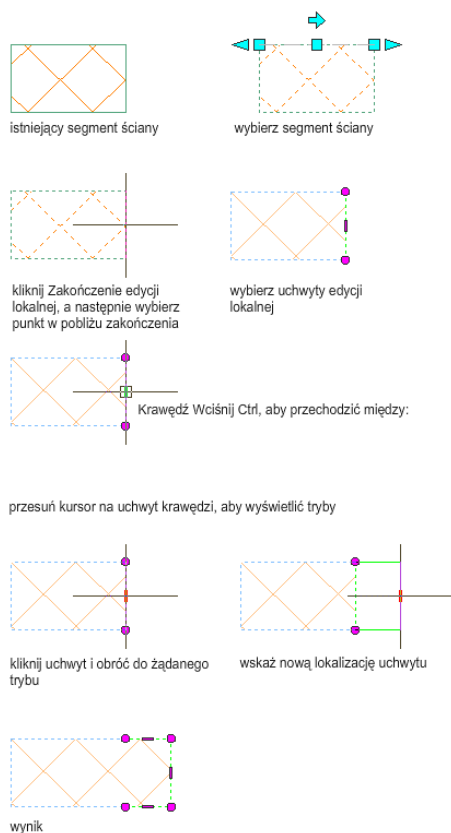 istniejący segment ściany
wybierz segment ściany
kliknij Zakończenie edycji
lokalnej, a następnie wybierz
punkt w pobliżu zakończenia
wybierz uchwyty edycji
lokalnej
Krawędź Wciśnij Ctrl, aby przechodzić między:
przesuń kursor na uchwyt krawędzi, aby wyświetlić tryby
kliknij uchwyt i obróć do żądanego
trybu
wskaż nową lokalizację uchwytu
wynik